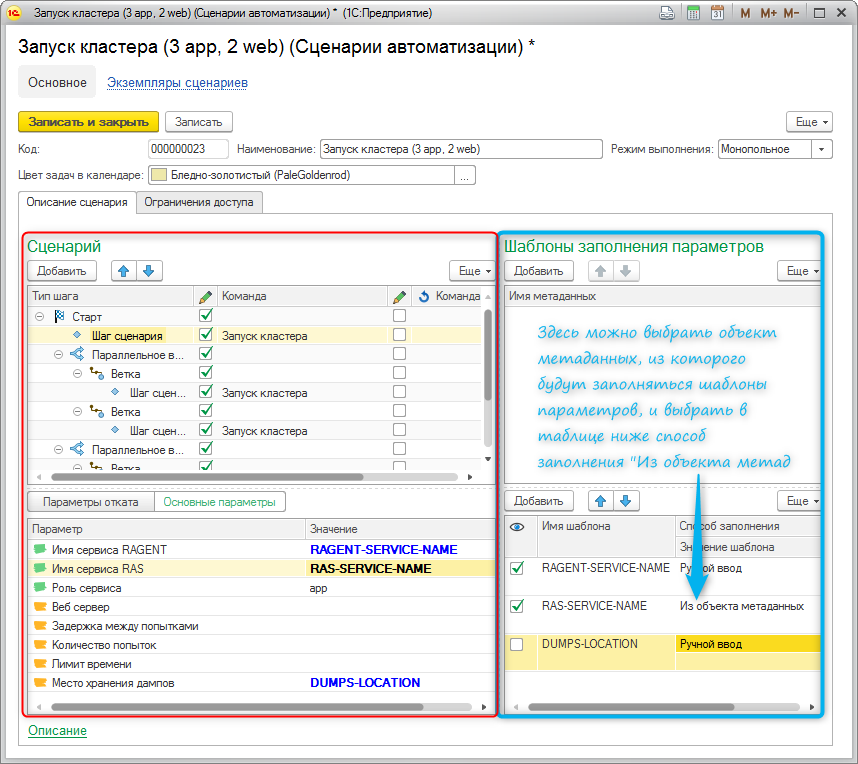 Запуск кластера (3 app, 2 web) (Сценарии автоматизации) * (1С:Предприятие)
M M+ M-
Запуск кластера (3 app, 2 web) (Сценарии автоматизации) *
Основное Экземпляры сценариев
Записать и закрыть Записать Еще
Код: 000000023 Наименование: Запуск кластера (3 app, 2 web) Режим выполнения: Монопольное
Цвет задач в календаре: Бледно-золотистый (PaleGoldenrod) ...
Описание сценария Ограничения доступа
Сценарий
Добавить Еще
Тип шага Команда Команда
Старт
Шаг сценария Запуск кластера
Параллельное в...
Ветка
Шаг сцен... Запуск кластера
Ветка
Шаг сцен... Запуск кластера
Параллельное в...
Ветка
Параметры отката Основные параметры
Параметр Значение
Имя сервиса RAGENT RAGENT-SERVICE-NAME
Имя сервиса RAS RAS-SERVICE-NAME
Роль сервиса app
Веб сервер
Задержка между попытками
Количество попыток
Лимит времени
Место хранения дампов DUMPS-LOCATION
Шаблоны заполнения параметров
Добавить Еще
Имя метаданных
Здесь можно выбрать объект
метаданных, из которого
будут заполняться шаблоны
параметров, и выбрать в
таблице ниже способ
заполнения "Из объекта метад
Добавить Еще
Имя шаблона Способ заполнения
Значение шаблона
RAGENT-SERVICE-NAME Ручной ввод
RAS-SERVICE-NAME Из объекта метаданных
DUMPS-LOCATION Ручной ввод
Описание